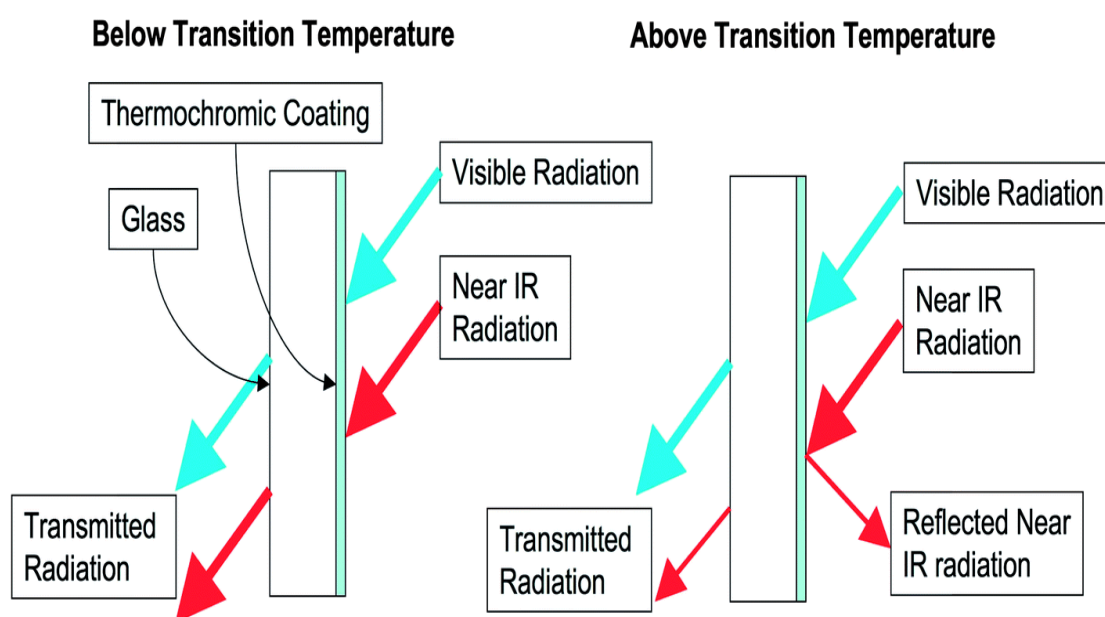 Below Transition Temperature
Thermochromic Coating
Glass
Visible Radiation
Near IR
Radiation
Transmitted
Radiation
Above Transition Temperature
Visible Radiation
Near IR
Radiation
Transmitted
Radiation
Reflected Near
IR radiation